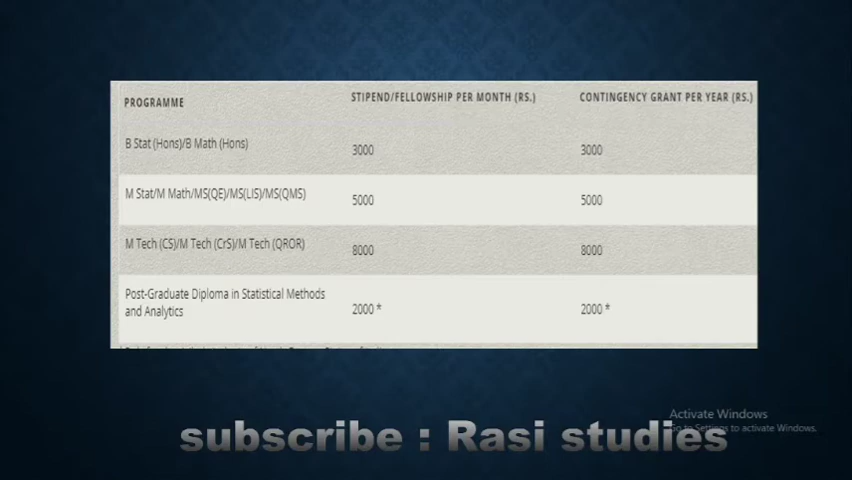 PROGRAMME STIPEND/FELLOWSHIP PER MONTH (RS.) CONTINGENCY GRANT PER YEAR (RS.)
B Stat (Hons)/B Math (Hons) 3000 3000
M Stat/M Math/MS(QE)/MS(LIS)/MS(QMS) 5000 5000
M Tech (CS)/M Tech (CrS)/M Tech (QROR) 8000 8000
Post-Graduate Diploma in Statistical Methods
and Analytics 2000 * 2000 *
Activate Windows
Go to Settings to activate Windows.
subscribe : Rasi studies